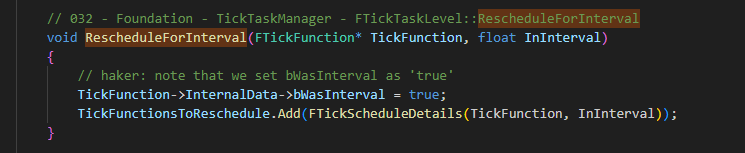 // 032 - Foundation - TickTaskManager - FTickTaskLevel::RescheduleForInterval
void RescheduleForInterval(FTickFunction* TickFunction, float InInterval)
{
// haker: note that we set bWasInterval as 'true'
TickFunction->InternalData->bWasInterval = true;
TickFunctionsToReschedule.Add(FTickScheduleDetails(TickFunction, InInterval));
}